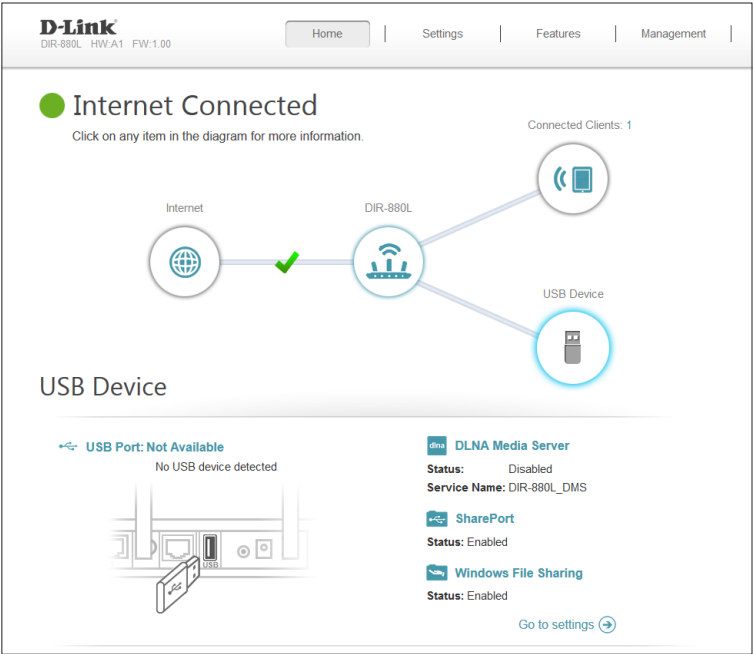 D-Link
DIR-880L HW:A1 FW:1.00
Home
Settings
Features
Management
Internet Connected
Click on any item in the diagram for more information.
Connected Clients: 1
Internet
DIR-880L
USB Device
USB Device
USB Port: Not Available
No USB device detected
USB
dlna DLNA Media Server
Status: Disabled
Service Name: DIR-880L_DMS
SharePort
Status: Enabled
Windows File Sharing
Status: Enabled
Go to settings